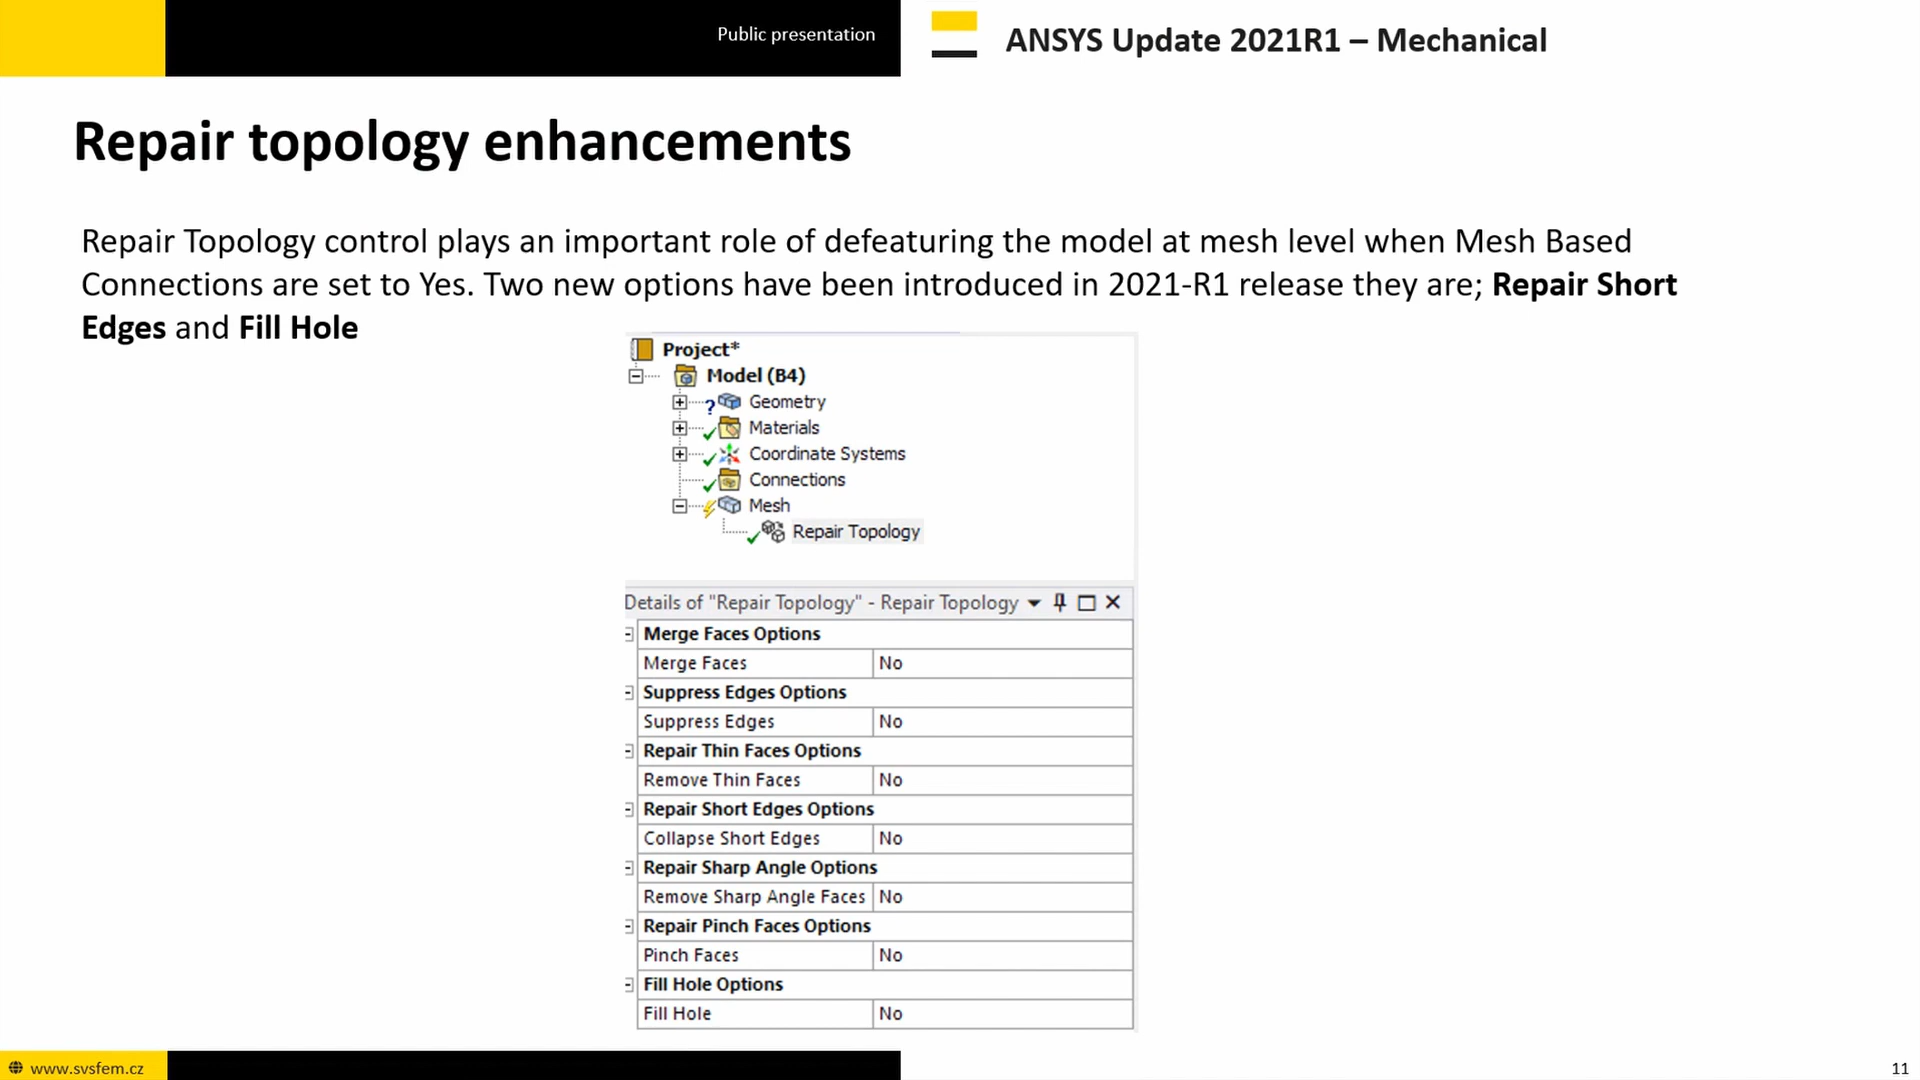 Public presentation
ANSYS Update 2021R1 – Mechanical
Repair topology enhancements
Repair Topology control plays an important role of defeaturing the model at mesh level when Mesh Based
Connections are set to Yes. Two new options have been introduced in 2021-R1 release they are; Repair Short
Edges and Fill Hole
Project*
Model (B4)
Geometry
Materials
Coordinate Systems
Connections
Mesh
Repair Topology
Details of "Repair Topology" - Repair Topology
Merge Faces Options
Merge Faces No
Suppress Edges Options
Suppress Edges No
Repair Thin Faces Options
Remove Thin Faces No
Repair Short Edges Options
Collapse Short Edges No
Repair Sharp Angle Options
Remove Sharp Angle Faces No
Repair Pinch Faces Options
Pinch Faces No
Fill Hole Options
Fill Hole No
www.svsfem.cz
11